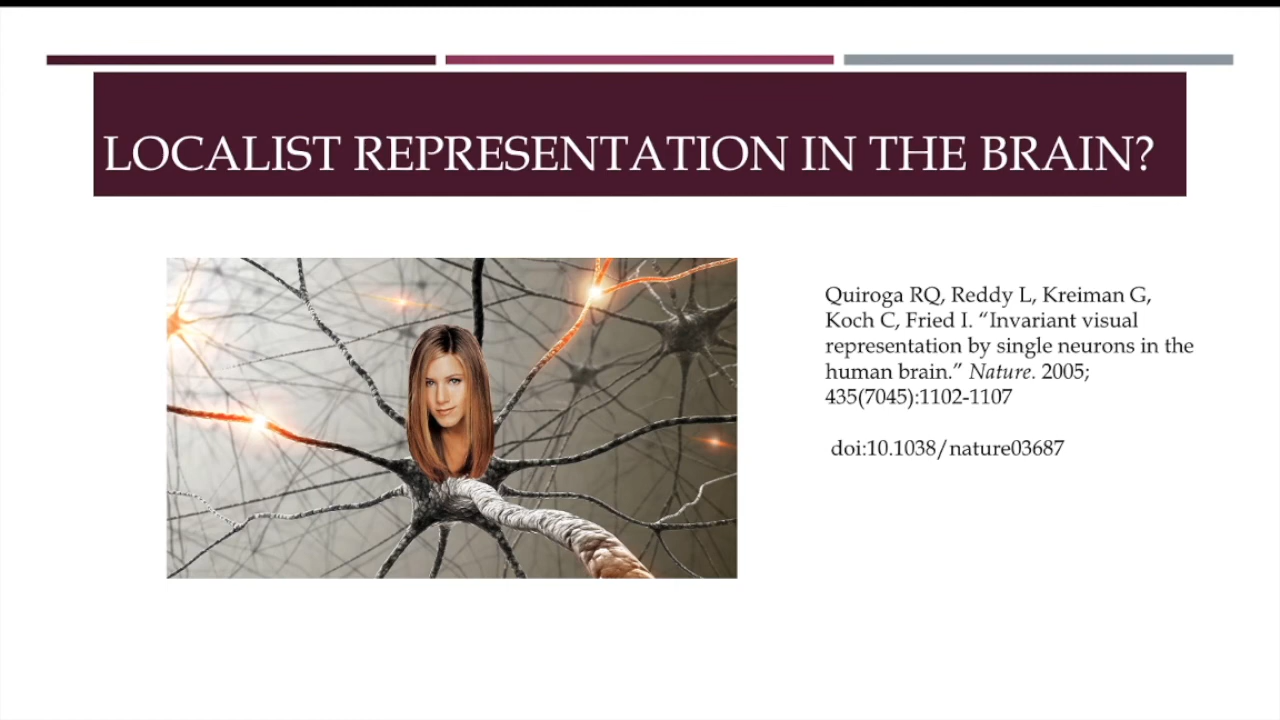 LOCALIST REPRESENTATION IN THE BRAIN?
Quiroga RQ, Reddy L, Kreiman G,
Koch C, Fried I. “Invariant visual
representation by single neurons in the
human brain.” Nature. 2005;
435(7045):1102-1107
doi:10.1038/nature03687